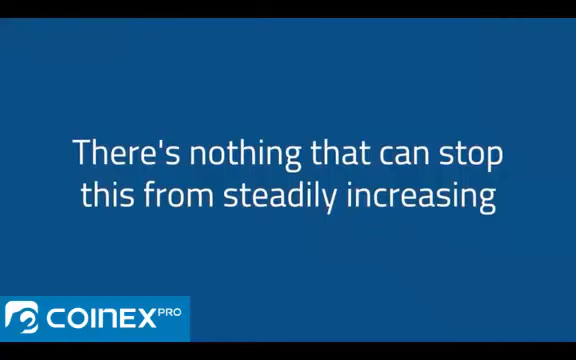 There's nothing that can stop
this from steadily increasing
COINEX PRO